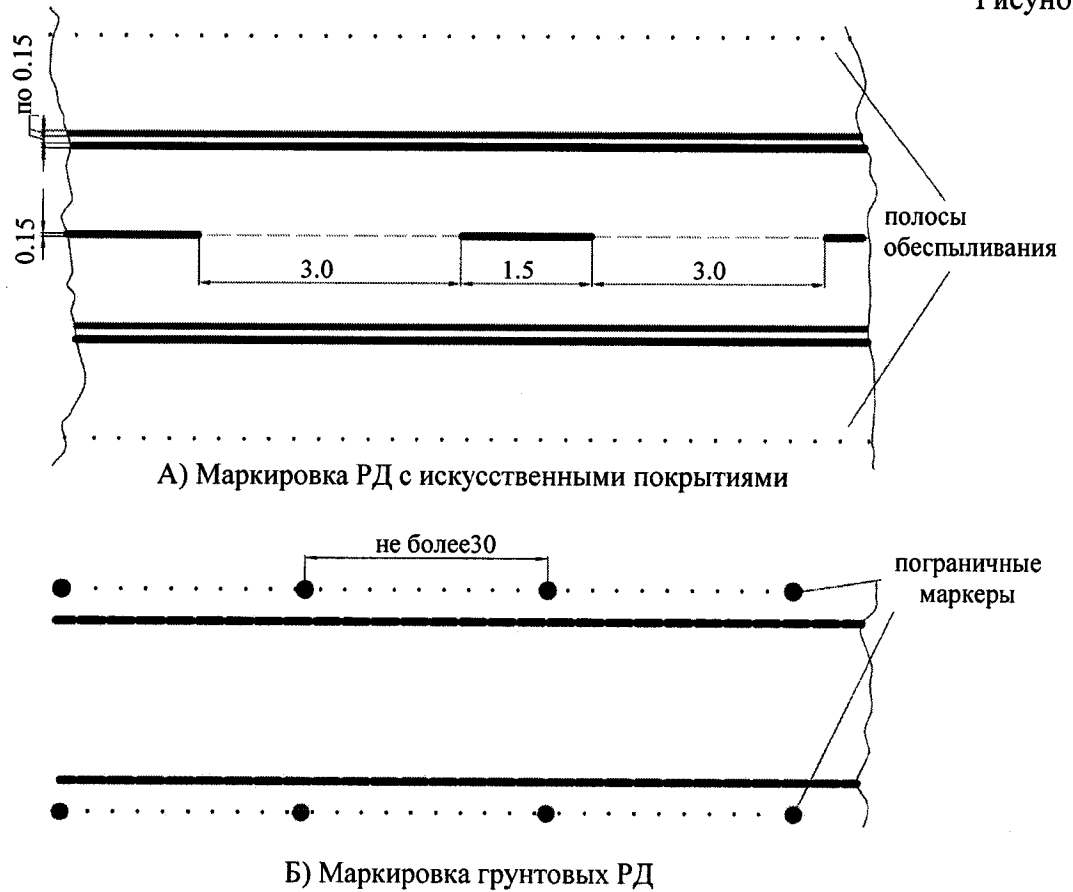 Рисуно
по 0.15
0.15
3.0
1.5
3.0
полосы
обеспыливания
А) Маркировка РД с искусственными покрытиями
не более30
пограничные
маркеры
Б) Маркировка грунтовых РД